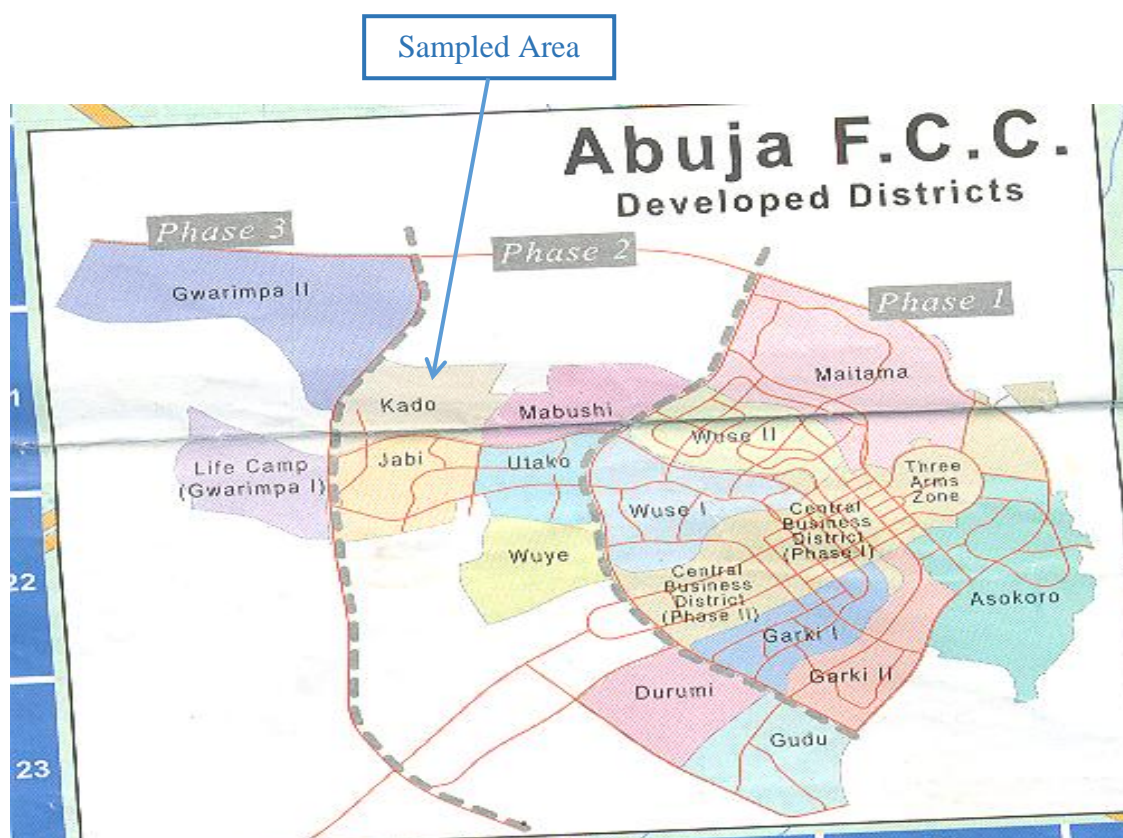 Sampled Area
Abuja F.C.C.
Developed Districts
Phase 3
Phase 2
Phase 1
Gwarimpa II
Maitama
Kado
Mabushi
Wuse II
Life Camp
(Gwarimpa I)
Jabi
Utako
Three
Arms
Zone
Wuse I
Central
Business
District
(Phase I)
Wuye
Central
Business
District
(Phase II)
Asokoro
Garki I
Garki II
Durumi
Gudu
1
22
23